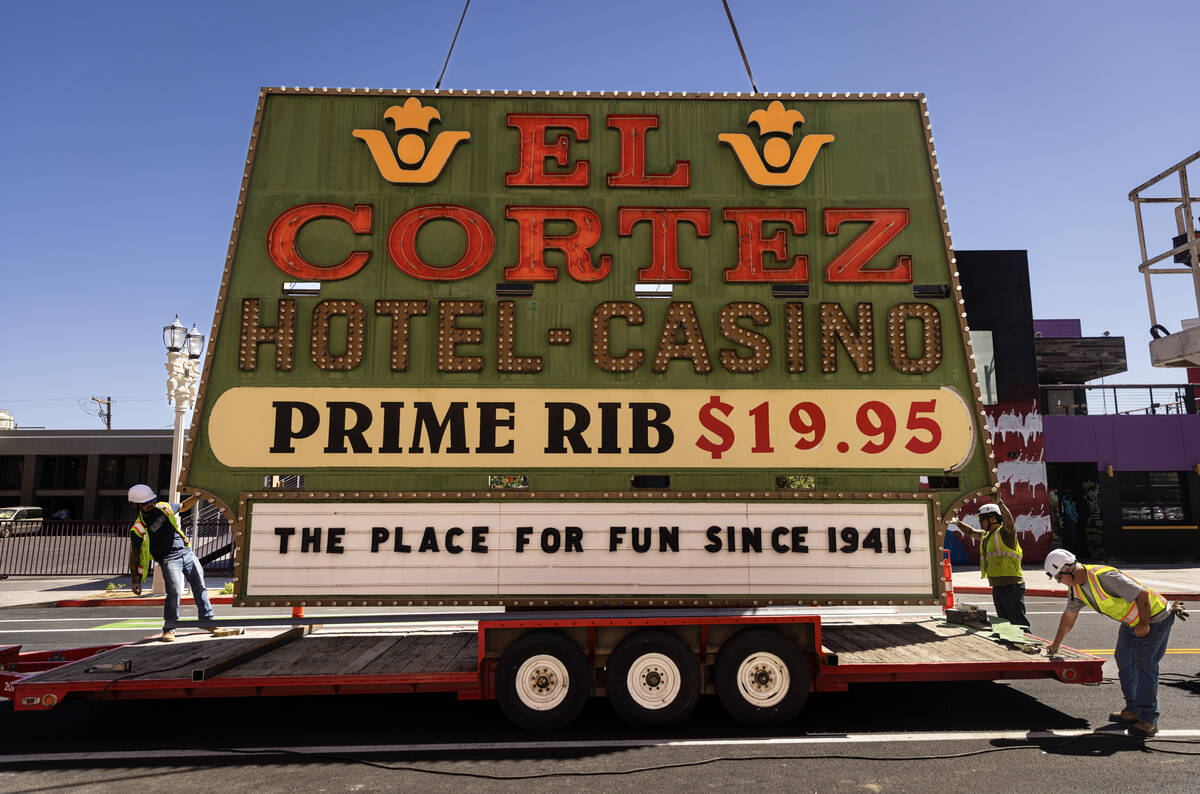 EL
CORTEZ
HOTEL-CASINO
PRIME RIB $19.95
THE PLACE FOR FUN SINCE 1941!